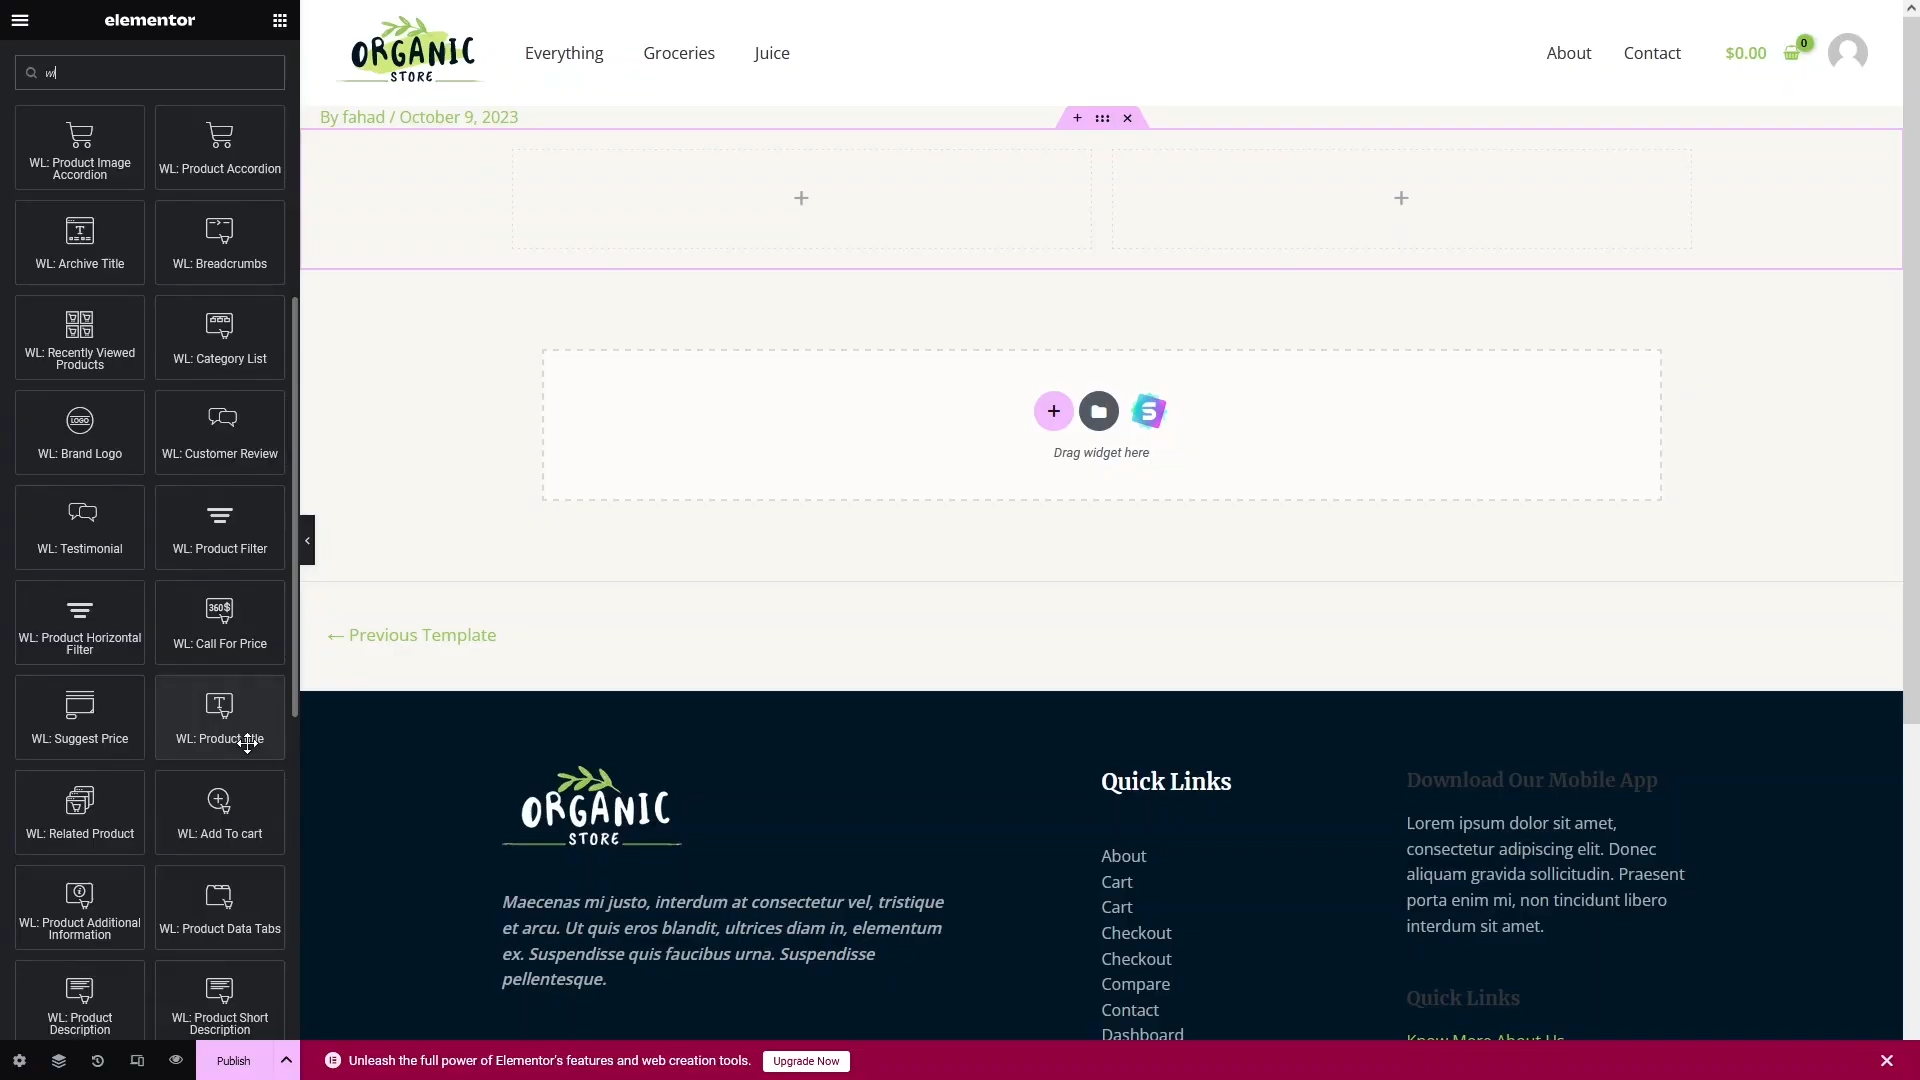 elementor
wl
WL: Product Image
Accordion
WL: Product Accordion
WL: Archive Title
WL: Breadcrumbs
WL: Recently Viewed
Products
WL: Category List
LOGO
WL: Brand Logo
WL: Customer Review
WL: Testimonial
WL: Product Filter
WL: Product Horizontal
Filter
360$
WL: Call For Price
WL: Suggest Price
WL: Product
WL: Related Product
WL: Add To cart
WL: Product Additional
Information
WL: Product Data Tabs
WL: Product
Description
WL: Product Short
Description
Publish
ORGANIC
STORE
Everything
Groceries
Juice
About
Contact
$0.00
0
By fahad / October 9, 2023
Drag widget here
← Previous Template
ORGANIC
STORE
Maecenas mi justo, interdum at consectetur vel, tristique
et arcu. Ut quis eros blandit, ultrices diam in, elementum
ex. Suspendisse quis faucibus urna. Suspendisse
pellentesque.
Quick Links
About
Cart
Cart
Checkout
Checkout
Compare
Contact
Dashboard
Download Our Mobile App
Lorem ipsum dolor sit amet,
consectetur adipiscing elit. Donec
aliquam gravida sollicitudin. Praesent
porta enim mi, non tincidunt libero
interdum sit amet.
Quick Links
Know More About Us
Unleash the full power of Elementor's features and web creation tools.
Upgrade Now